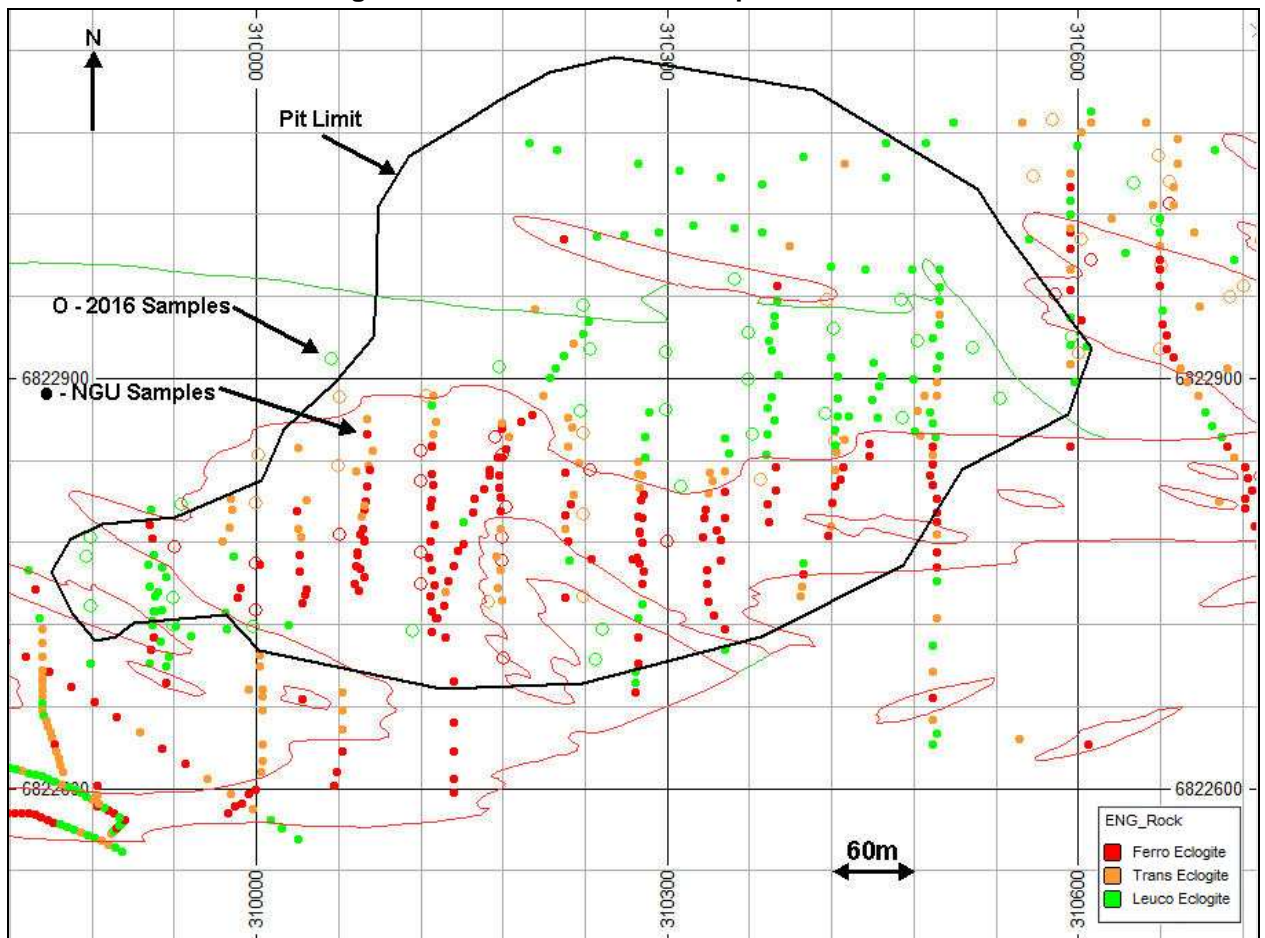 N
310000
310300
310600
Pit Limit
O - 2016 Samples
6822900
6822900
● - NGU Samples
6822600
6822600
60m
ENG_Rock
Ferro Eclogite
Trans Eclogite
Leuco Eclogite
310000
310300
310600